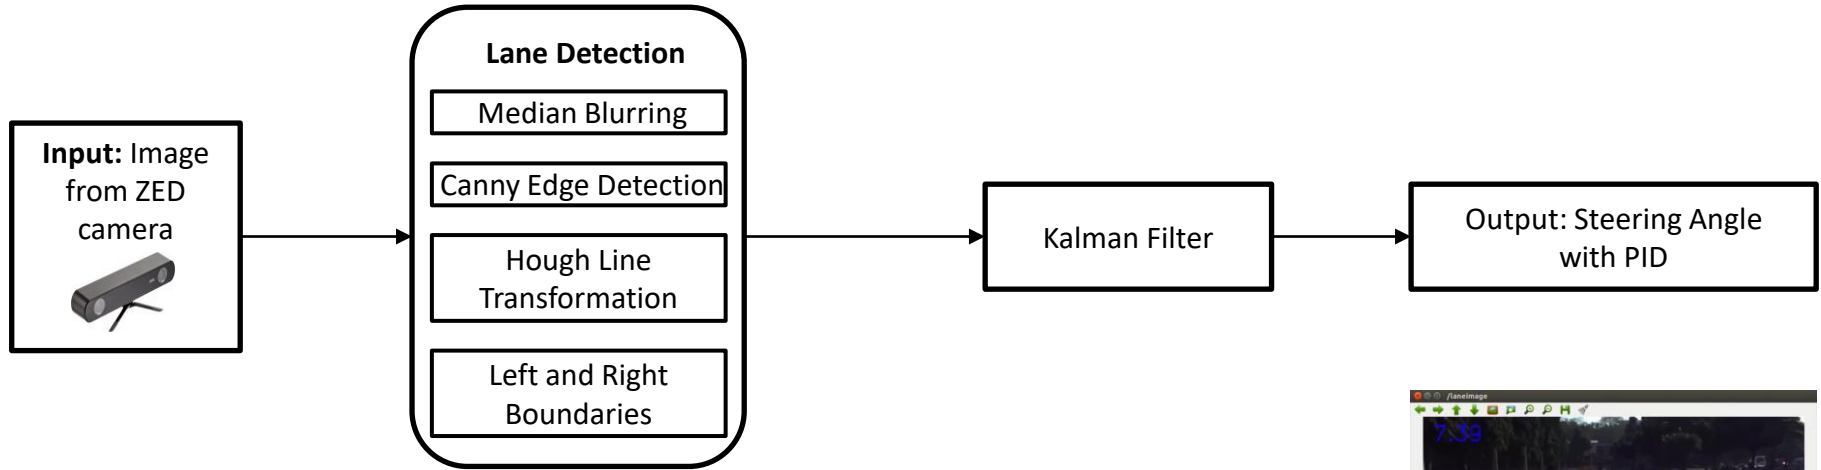 Input: Image
from ZED
camera
Lane Detection
Median Blurring
Canny Edge Detection
Hough Line
Transformation
Left and Right
Boundaries
Kalman Filter
Output: Steering Angle
with PID
/laneimage
7.39